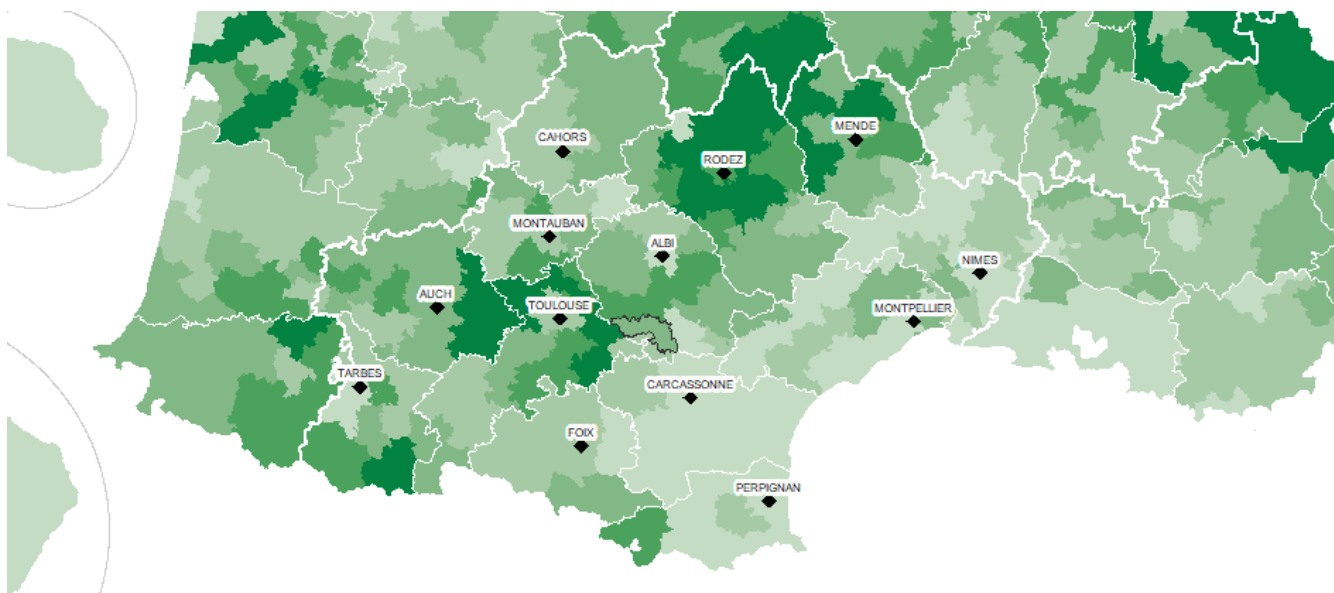 MENDE
CAHORS
RODEZ
MONTAUBAN
ALBI
NIMES
AUCH
TOULOUSE
MONTPELLIER
TARBES
CARCASSONNE
FOIX
PERPIGNAN